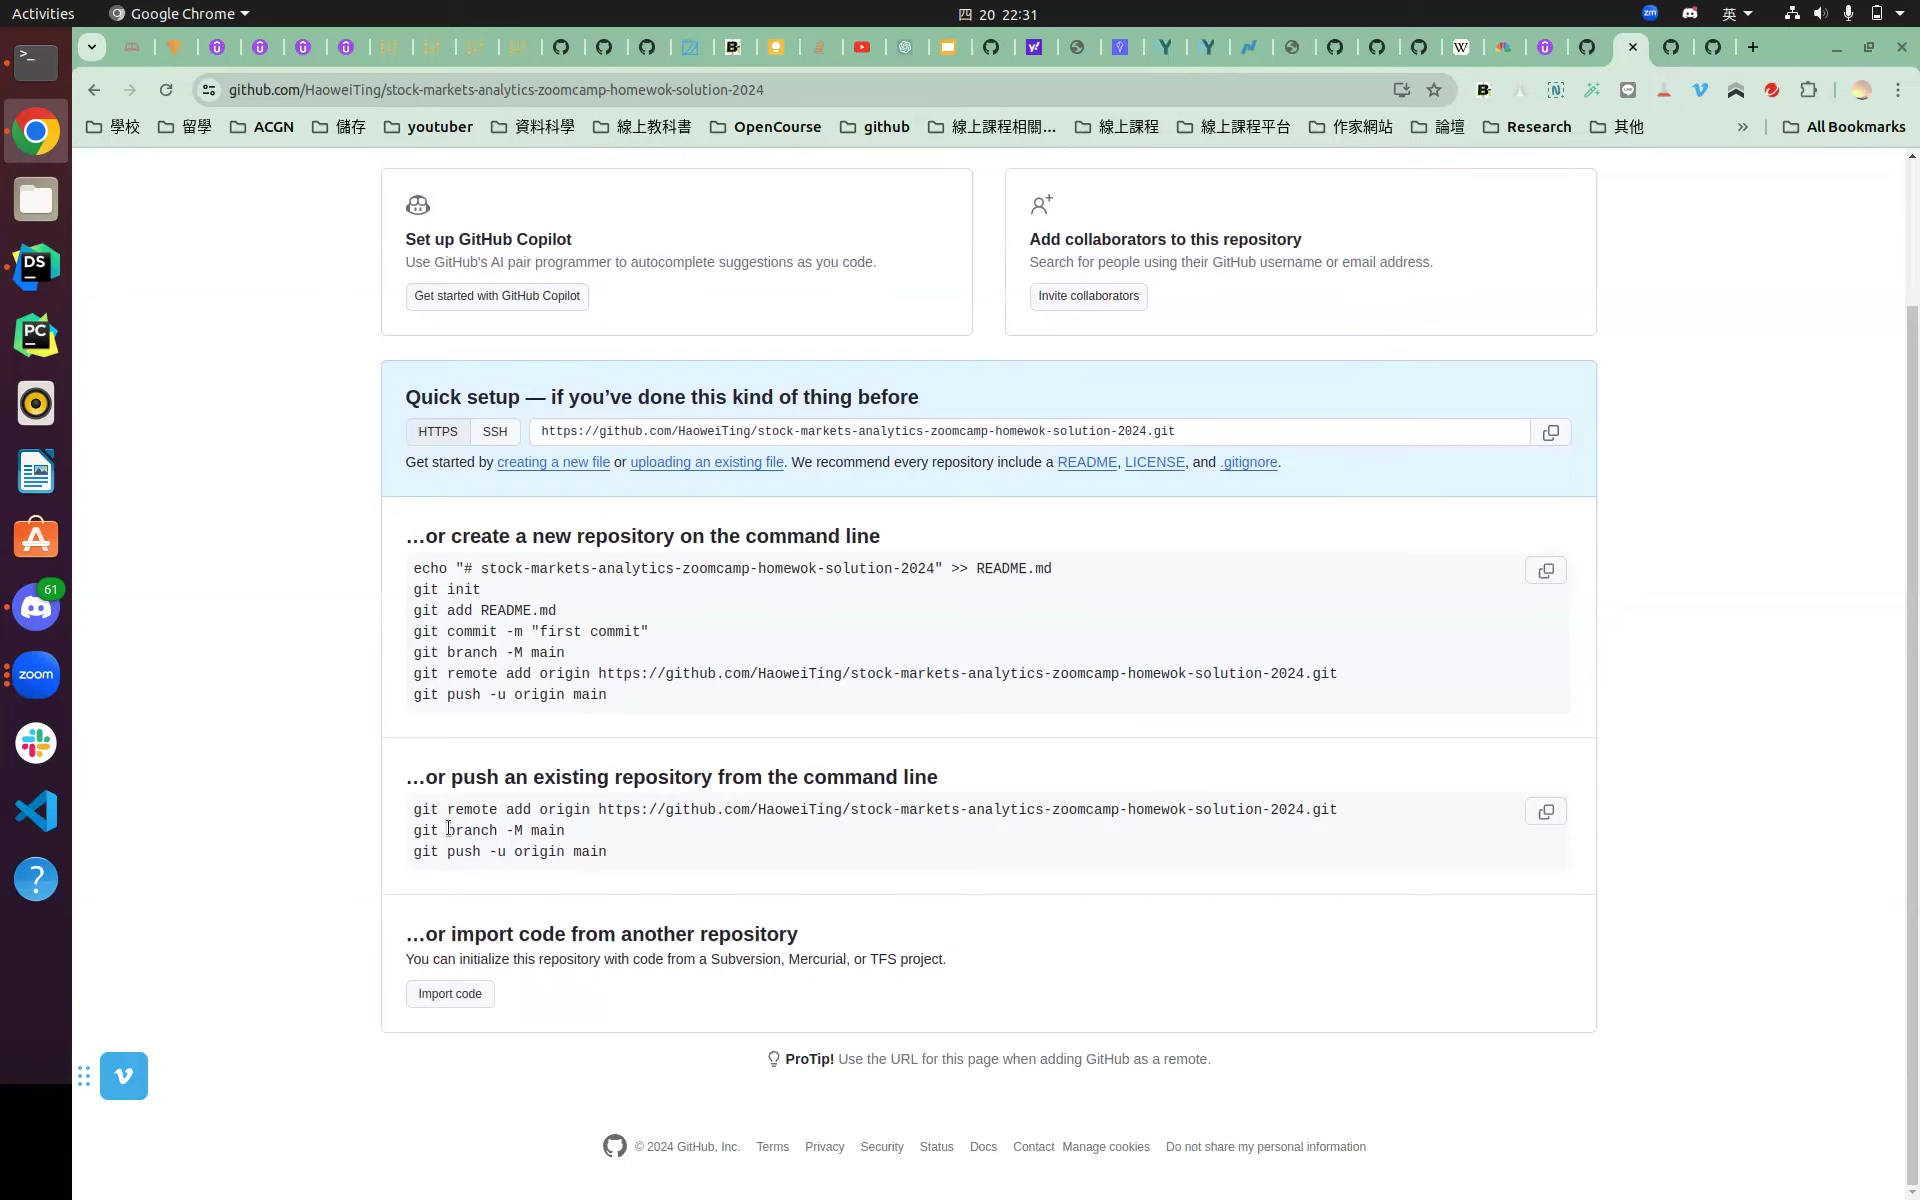 Activities
Google Chrome
四 20 22:31
zm
英
github.com/HaoweiTing/stock-markets-analytics-zoomcamp-homewok-solution-2024
學校
留學
ACGN
儲存
youtuber
資料科學
線上教科書
OpenCourse
github
線上課程相關...
線上課程
線上課程平台
作家網站
論壇
Research
其他
»
All Bookmarks
DS
PC
61
zoom
Set up GitHub Copilot
Use GitHub's AI pair programmer to autocomplete suggestions as you code.
Get started with GitHub Copilot
Add collaborators to this repository
Search for people using their GitHub username or email address.
Invite collaborators
Quick setup — if you’ve done this kind of thing before
HTTPS
SSH
https://github.com/HaoweiTing/stock-markets-analytics-zoomcamp-homewok-solution-2024.git
Get started by creating a new file or uploading an existing file. We recommend every repository include a README, LICENSE, and .gitignore.
…or create a new repository on the command line
echo "# stock-markets-analytics-zoomcamp-homewok-solution-2024" >> README.md
git init
git add README.md
git commit -m "first commit"
git branch -M main
git remote add origin https://github.com/HaoweiTing/stock-markets-analytics-zoomcamp-homewok-solution-2024.git
git push -u origin main
…or push an existing repository from the command line
git remote add origin https://github.com/HaoweiTing/stock-markets-analytics-zoomcamp-homewok-solution-2024.git
git branch -M main
git push -u origin main
…or import code from another repository
You can initialize this repository with code from a Subversion, Mercurial, or TFS project.
Import code
ProTip! Use the URL for this page when adding GitHub as a remote.
© 2024 GitHub, Inc.
Terms
Privacy
Security
Status
Docs
Contact
Manage cookies
Do not share my personal information